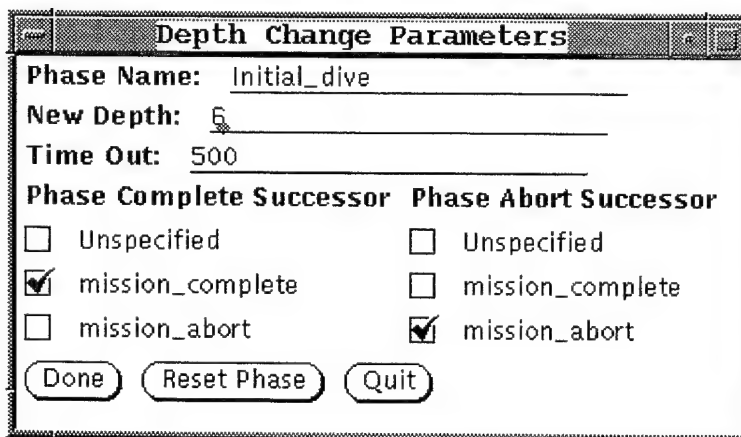 Depth Change Parameters
Phase Name: Initial_dive
New Depth: 6
Time Out: 500
Phase Complete Successor Phase Abort Successor
Unspecified Unspecified
mission_complete mission_complete
mission_abort mission_abort
Done Reset Phase Quit